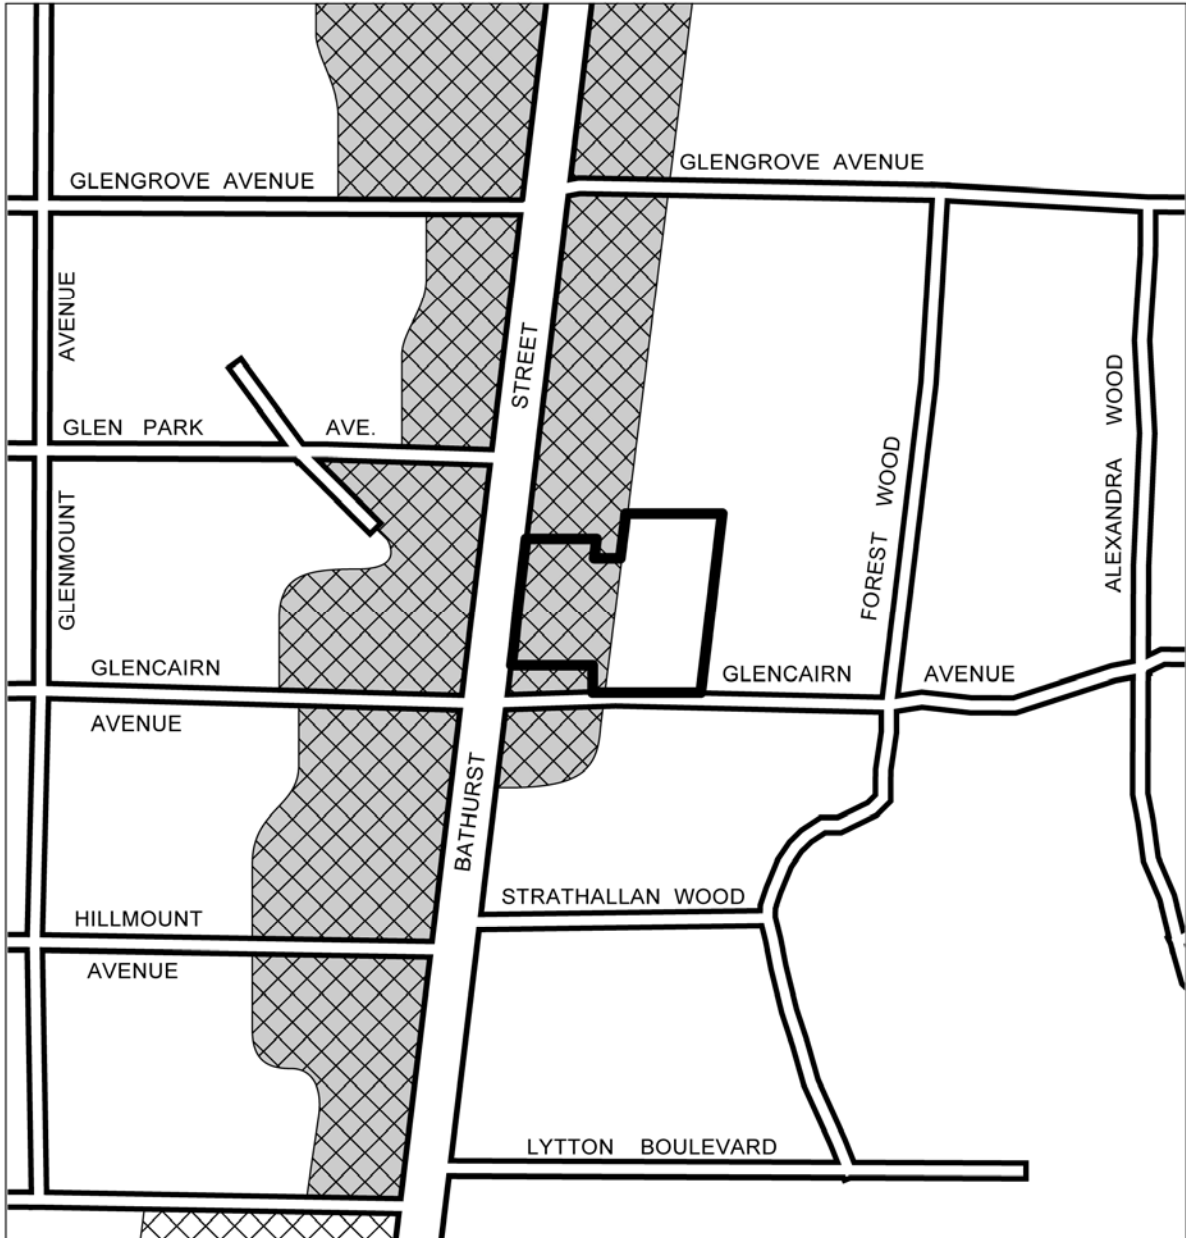 GLENGROVE AVENUE
GLENGROVE AVENUE
AVENUE
STREET
GLEN PARK AVE.
ALEXANDRA WOOD
FOREST WOOD
GLENMOUNT
GLENCAIRN
GLENCAIRN AVENUE
AVENUE
BATHURST
STRATHALLAN WOOD
HILLMOUNT
AVENUE
LYTTON BOULEVARD